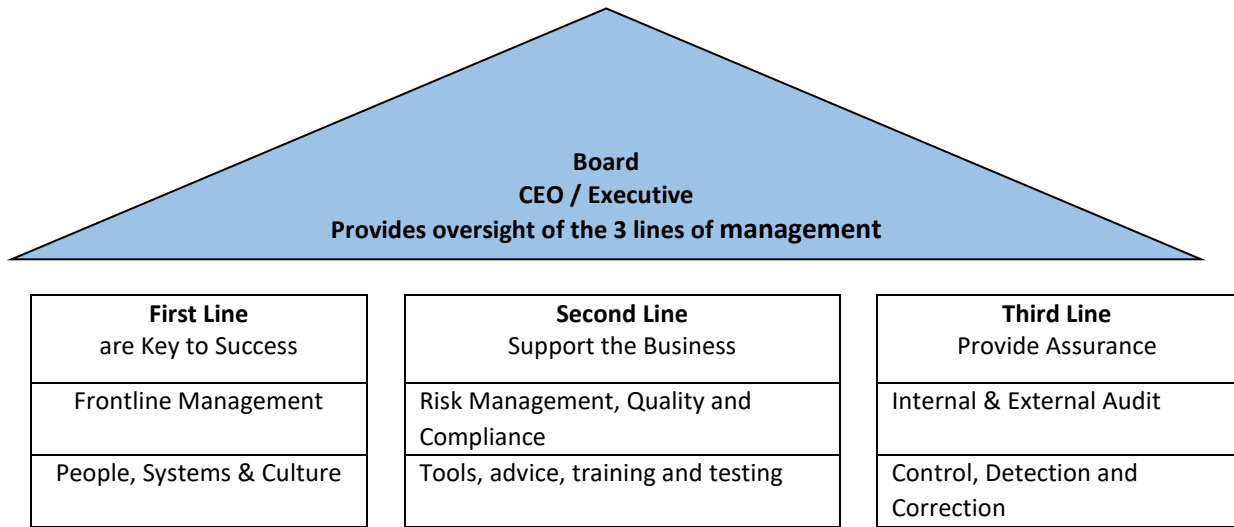 Board
CEO / Executive
Provides oversight of the 3 lines of management
First Line
are Key to Success
Frontline Management
People, Systems & Culture
Second Line
Support the Business
Risk Management, Quality and
Compliance
Tools, advice, training and testing
Third Line
Provide Assurance
Internal & External Audit
Control, Detection and
Correction